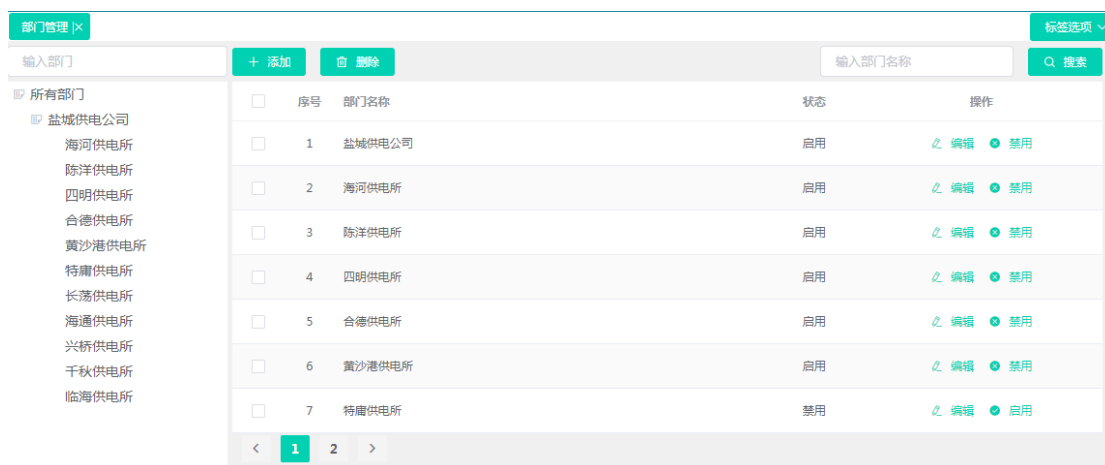 部门管理 |×
标签选项
输入部门
+ 添加 删除
输入部门名称
搜索
所有部门
盐城供电公司
海河供电所
陈洋供电所
四明供电所
合德供电所
黄沙港供电所
特庸供电所
长荡供电所
海通供电所
兴桥供电所
千秋供电所
临海供电所
序号 部门名称 状态 操作
1 盐城供电公司 启用 编辑 禁用
2 海河供电所 启用 编辑 禁用
3 陈洋供电所 启用 编辑 禁用
4 四明供电所 启用 编辑 禁用
5 合德供电所 启用 编辑 禁用
6 黄沙港供电所 启用 编辑 禁用
7 特庸供电所 禁用 编辑 启用
< 1 2 >